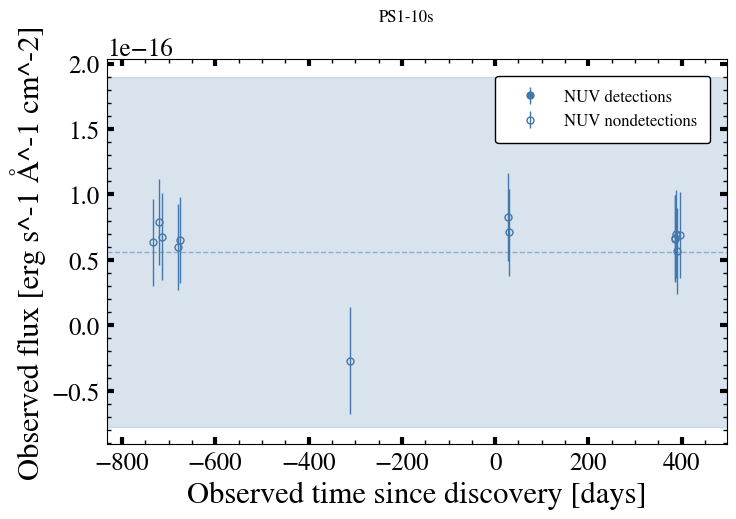 PS1-10s
1e−16
2.0
1.5
1.0
0.5
0.0
−0.5
Observed flux [erg s^-1 Å^-1 cm^-2]
NUV detections
NUV nondetections
−800 −600 −400 −200 0 200 400
Observed time since discovery [days]